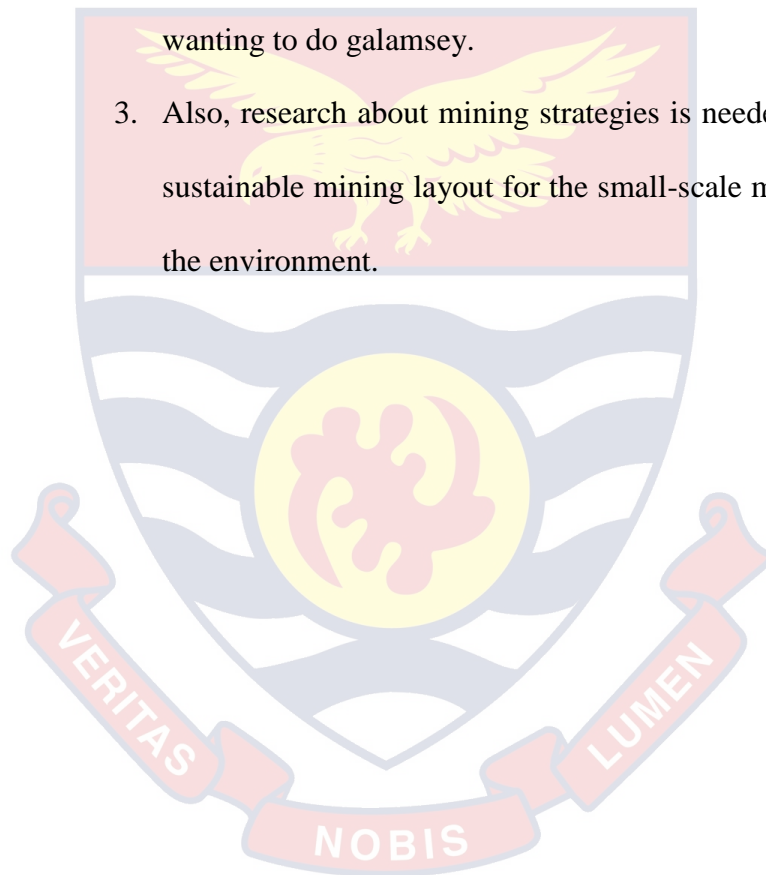 wanting to do galamsey.
3. Also, research about mining strategies is neede
sustainable mining layout for the small-scale m
the environment.
VERITAS
NOBIS
LUMEN